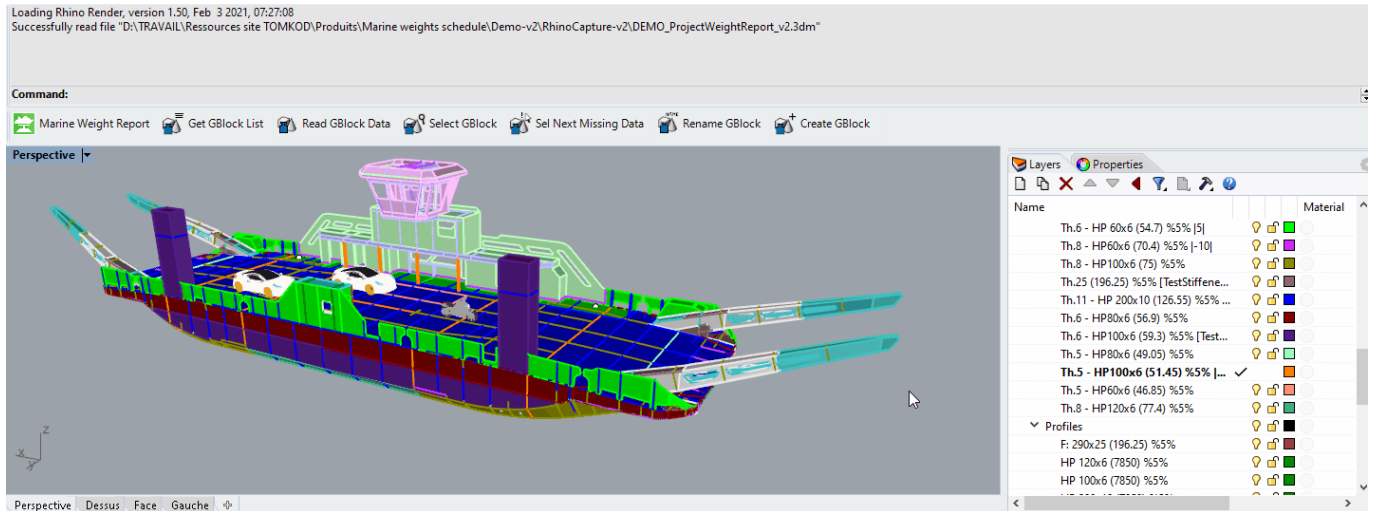 Loading Rhino Render, version 1.50, Feb 3 2021, 07:27:08
Successfully read file "D:\TRAVAIL\Ressources site TOMKOD\Produits\Marine weights schedule\Demo-v2\RhinoCapture-v2\DEMO_ProjectWeightReport_v2.3dm"
Command:
Marine Weight Report Get GBlock List Read GBlock Data Select GBlock Sel Next Missing Data Rename GBlock Create GBlock
Perspective
Layers Properties
Name Material
Th.6 - HP 60x6 (54.7) %5% |5|
Th.8 - HP60x6 (70.4) %5% |-10|
Th.8 - HP100x6 (75) %5%
Th.25 (196.25) %5% [TestStiffene...
Th.11 - HP 200x10 (126.55) %5% ...
Th.6 - HP80x6 (56.9) %5%
Th.6 - HP100x6 (59.3) %5% [Test...
Th.5 - HP80x6 (49.05) %5%
Th.5 - HP100x6 (51.45) %5% |...
Th.5 - HP60x6 (46.85) %5%
Th.8 - HP120x6 (77.4) %5%
Profiles
F: 290x25 (196.25) %5%
HP 120x6 (7850) %5%
HP 100x6 (7850) %5%
z
x
y
Perspective Dessus Face Gauche